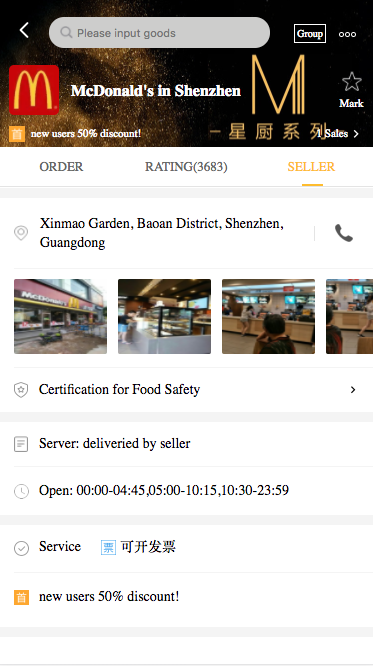 Please input goods
Group
McDonald's in Shenzhen
Mark
首 new users 50% discount!
星厨系列
1 Sales
ORDER
RATING(3683)
SELLER
Xinmao Garden, Baoan District, Shenzhen,
Guangdong
McDonald's
Certification for Food Safety
Server: deliveried by seller
Open: 00:00-04:45,05:00-10:15,10:30-23:59
Service
票 可开发票
首 new users 50% discount!